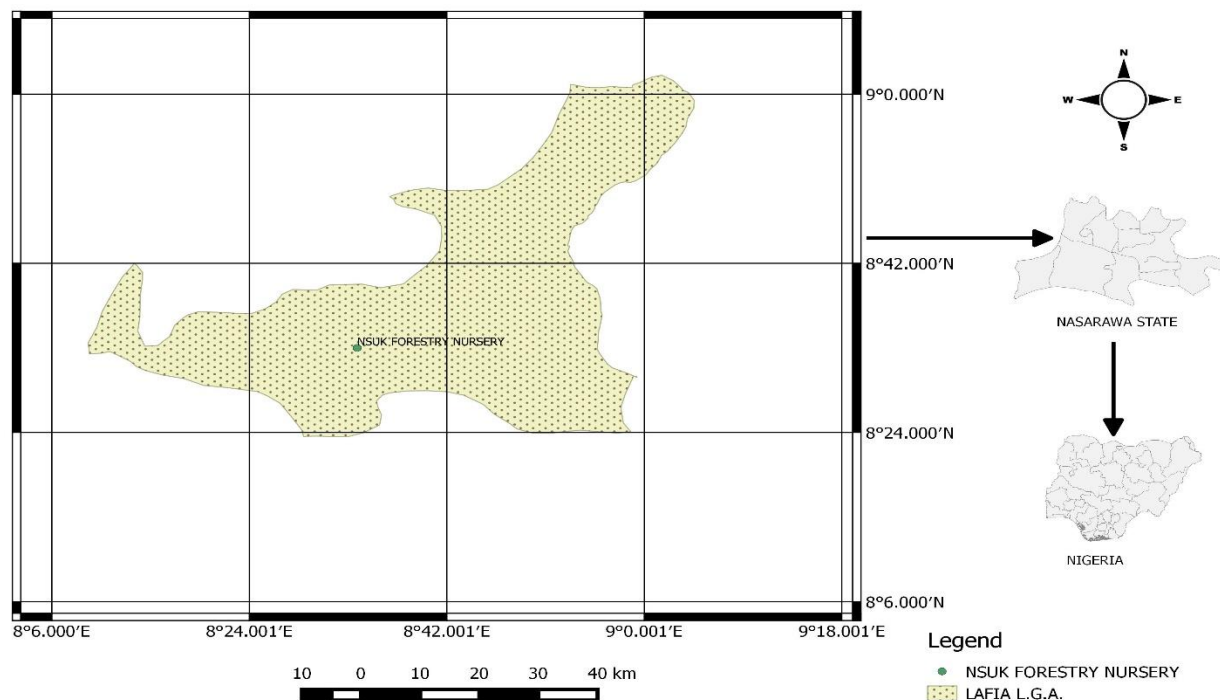 N
W E
S
9°0.000'N
8°42.000'N
8°24.000'N
8°6.000'N
NSUK FORESTRY NURSERY
NASARAWA STATE
NIGERIA
8°6.000'E 8°24.001'E 8°42.001'E 9°0.001'E 9°18.001'E
10 0 10 20 30 40 km
Legend
NSUK FORESTRY NURSERY
LAFIA L.G.A.